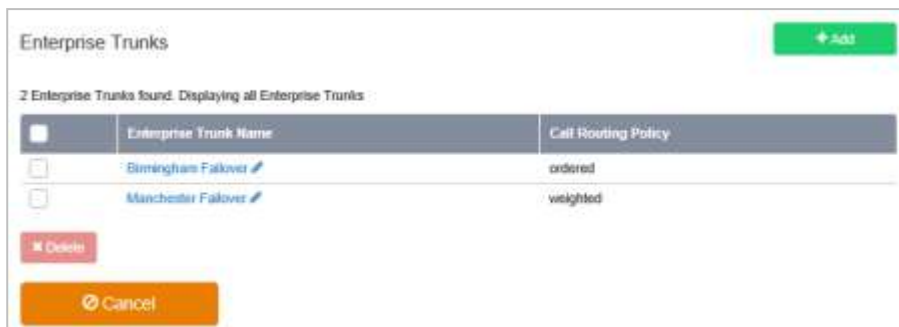 Enterprise Trunks
Add
2 Enterprise Trunks found. Displaying all Enterprise Trunks
Enterprise Trunk Name Call Routing Policy
Birmingham Failover ordered
Manchester Failover weighted
Delete
Cancel